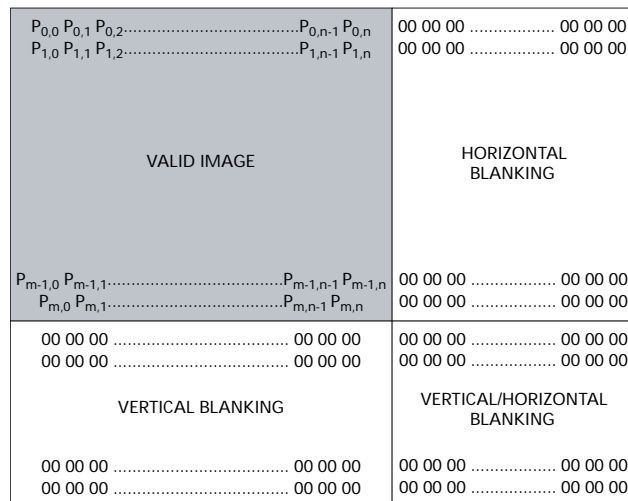 P0,0 P0,1 P0,2.....................................P0,n-1 P0,n 00 00 00 .................. 00 00 00
P1,0 P1,1 P1,2.....................................P1,n-1 P1,n 00 00 00 .................. 00 00 00
VALID IMAGE
HORIZONTAL
BLANKING
Pm-1,0 Pm-1,1.....................................Pm-1,n-1 Pm-1,n 00 00 00 .................. 00 00 00
Pm,0 Pm,1.....................................Pm,n-1 Pm,n 00 00 00 .................. 00 00 00
00 00 00 ..................................... 00 00 00 00 00 00 .................. 00 00 00
00 00 00 ..................................... 00 00 00 00 00 00 .................. 00 00 00
VERTICAL BLANKING
VERTICAL/HORIZONTAL
BLANKING
00 00 00 ..................................... 00 00 00 00 00 00 .................. 00 00 00
00 00 00 ..................................... 00 00 00 00 00 00 .................. 00 00 00